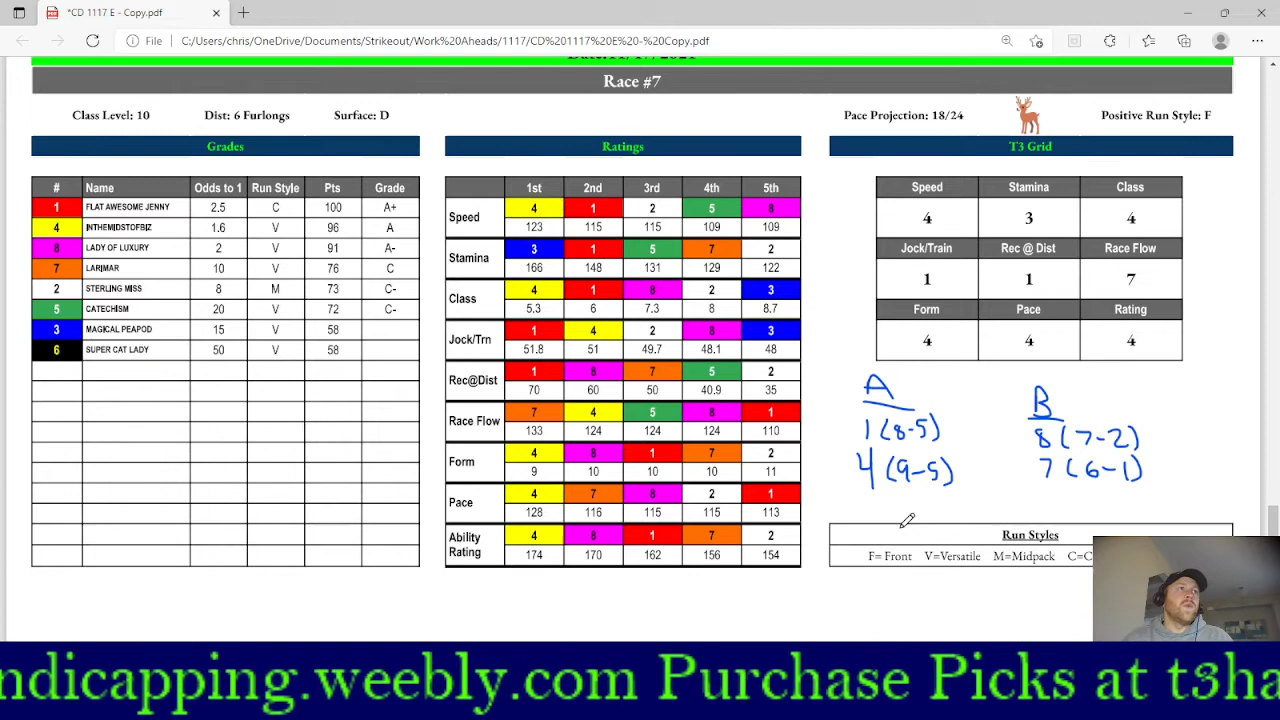 *CD 1117 E - Copy.pdf
File C:/Users/chris/OneDrive/Documents/Strikeout/Work%20Aheads/1117/CD%201117%20E%20-%20Copy.pdf
Race #7
Class Level: 10 Dist: 6 Furlongs Surface: D Pace Projection: 18/24 Positive Run Style: F
Grades
# Name Odds to 1 Run Style Pts Grade
1 FLAT AWESOME JENNY 2.5 C 100 A+
4 INTHEMIDSTOFBIZ 1.6 V 96 A
8 LADY OF LUXURY 2 V 91 A-
7 LARIMAR 10 V 76 C
2 STERLING MISS 8 M 73 C-
5 CATECHISM 20 V 72 C-
3 MAGICAL PEAPOD 15 V 58
6 SUPER CAT LADY 50 V 58
Ratings
1st 2nd 3rd 4th 5th
Speed 4 1 2 5 8
123 115 115 109 109
Stamina 3 1 5 7 2
166 148 131 129 122
Class 4 1 8 2 3
5.3 6 7.3 8 8.7
Jock/Trn 1 4 2 8 3
51.8 51 49.7 48.1 48
Rec@Dist 1 8 7 5 2
70 60 50 40.9 35
Race Flow 7 4 5 8 1
133 124 124 124 110
Form 4 8 1 7 2
9 10 10 10 11
Pace 4 7 8 2 1
128 116 115 115 113
Ability Rating 4 8 1 7 2
174 170 162 156 154
T3 Grid
Speed Stamina Class
4 3 4
Jock/Train Rec @ Dist Race Flow
1 1 7
Form Pace Rating
4 4 4
A B
1 (8-5) 8 (7-2)
4 (9-5) 7 (6-1)
Run Styles
F= Front V=Versatile M=Midpack C=C
ndicapping.weebly.com Purchase Picks at t3ha